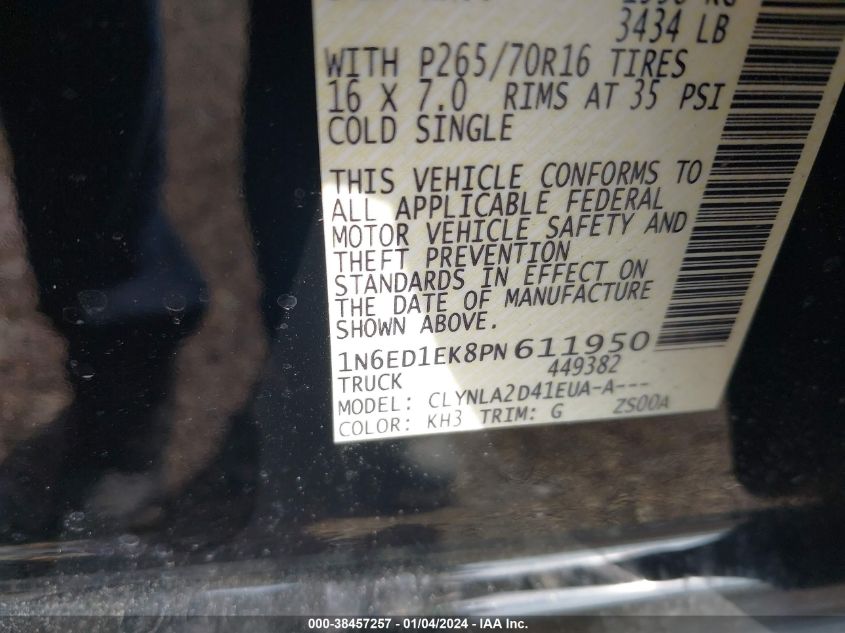 3434 LB
WITH P265/70R16 TIRES
16 X 7.0 RIMS AT 35 PSI
COLD SINGLE
THIS VEHICLE CONFORMS TO
ALL APPLICABLE FEDERAL
MOTOR VEHICLE SAFETY AND
THEFT PREVENTION
STANDARDS IN EFFECT ON
THE DATE OF MANUFACTURE
SHOWN ABOVE.
1N6ED1EK8PN611950
449382
TRUCK
MODEL: CLYNLA2D41EUA-A---
COLOR: KH3 TRIM: G ZS00A
000-38457257 - 01/04/2024 - IAA Inc.